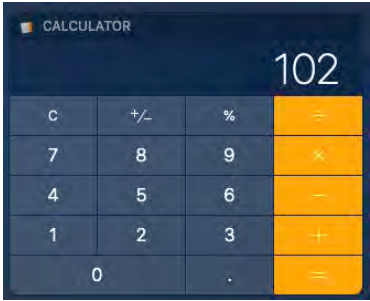 CALCULATOR
102
C +/− % ÷
7 8 9 ×
4 5 6 −
1 2 3 +
0 . =